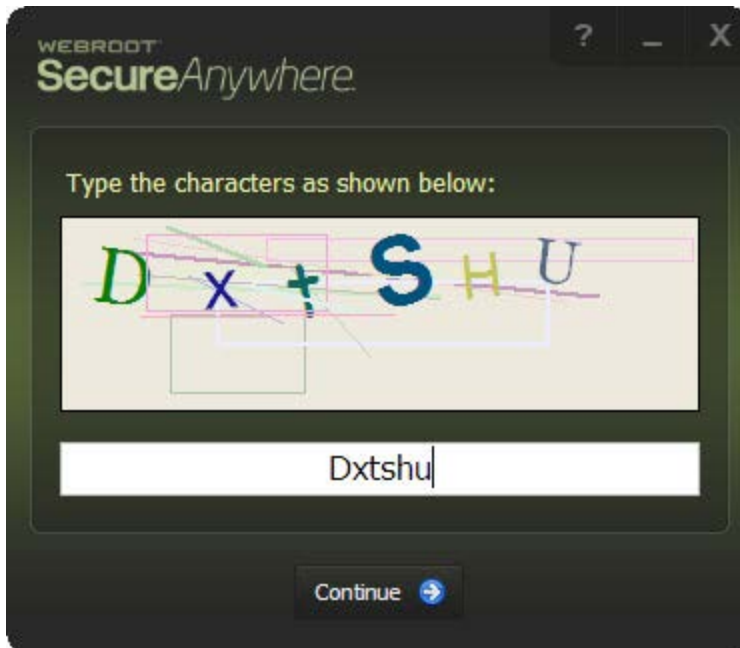 WEBROOT
SecureAnywhere.
? _ X
Type the characters as shown below:
D x t S H U
Dxtshu
Continue